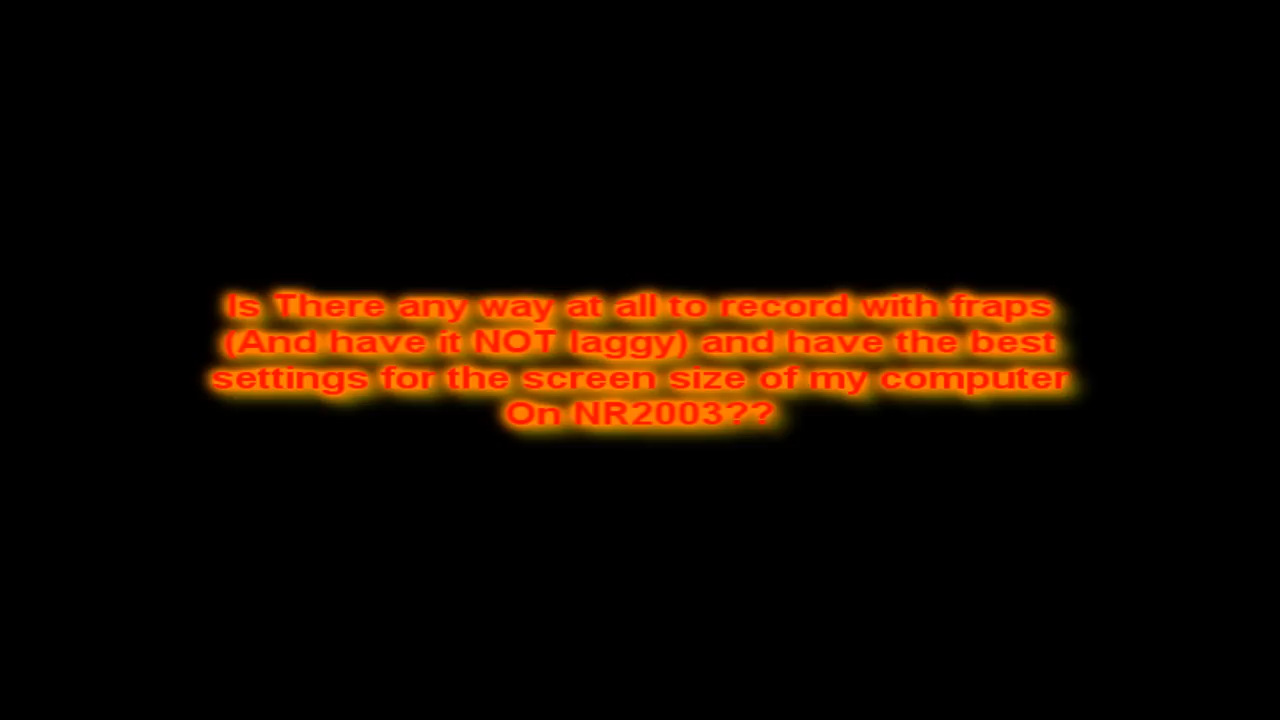 Is There any way at all to record with fraps
(And have it NOT laggy) and have the best
settings for the screen size of my computer
On NR2003??